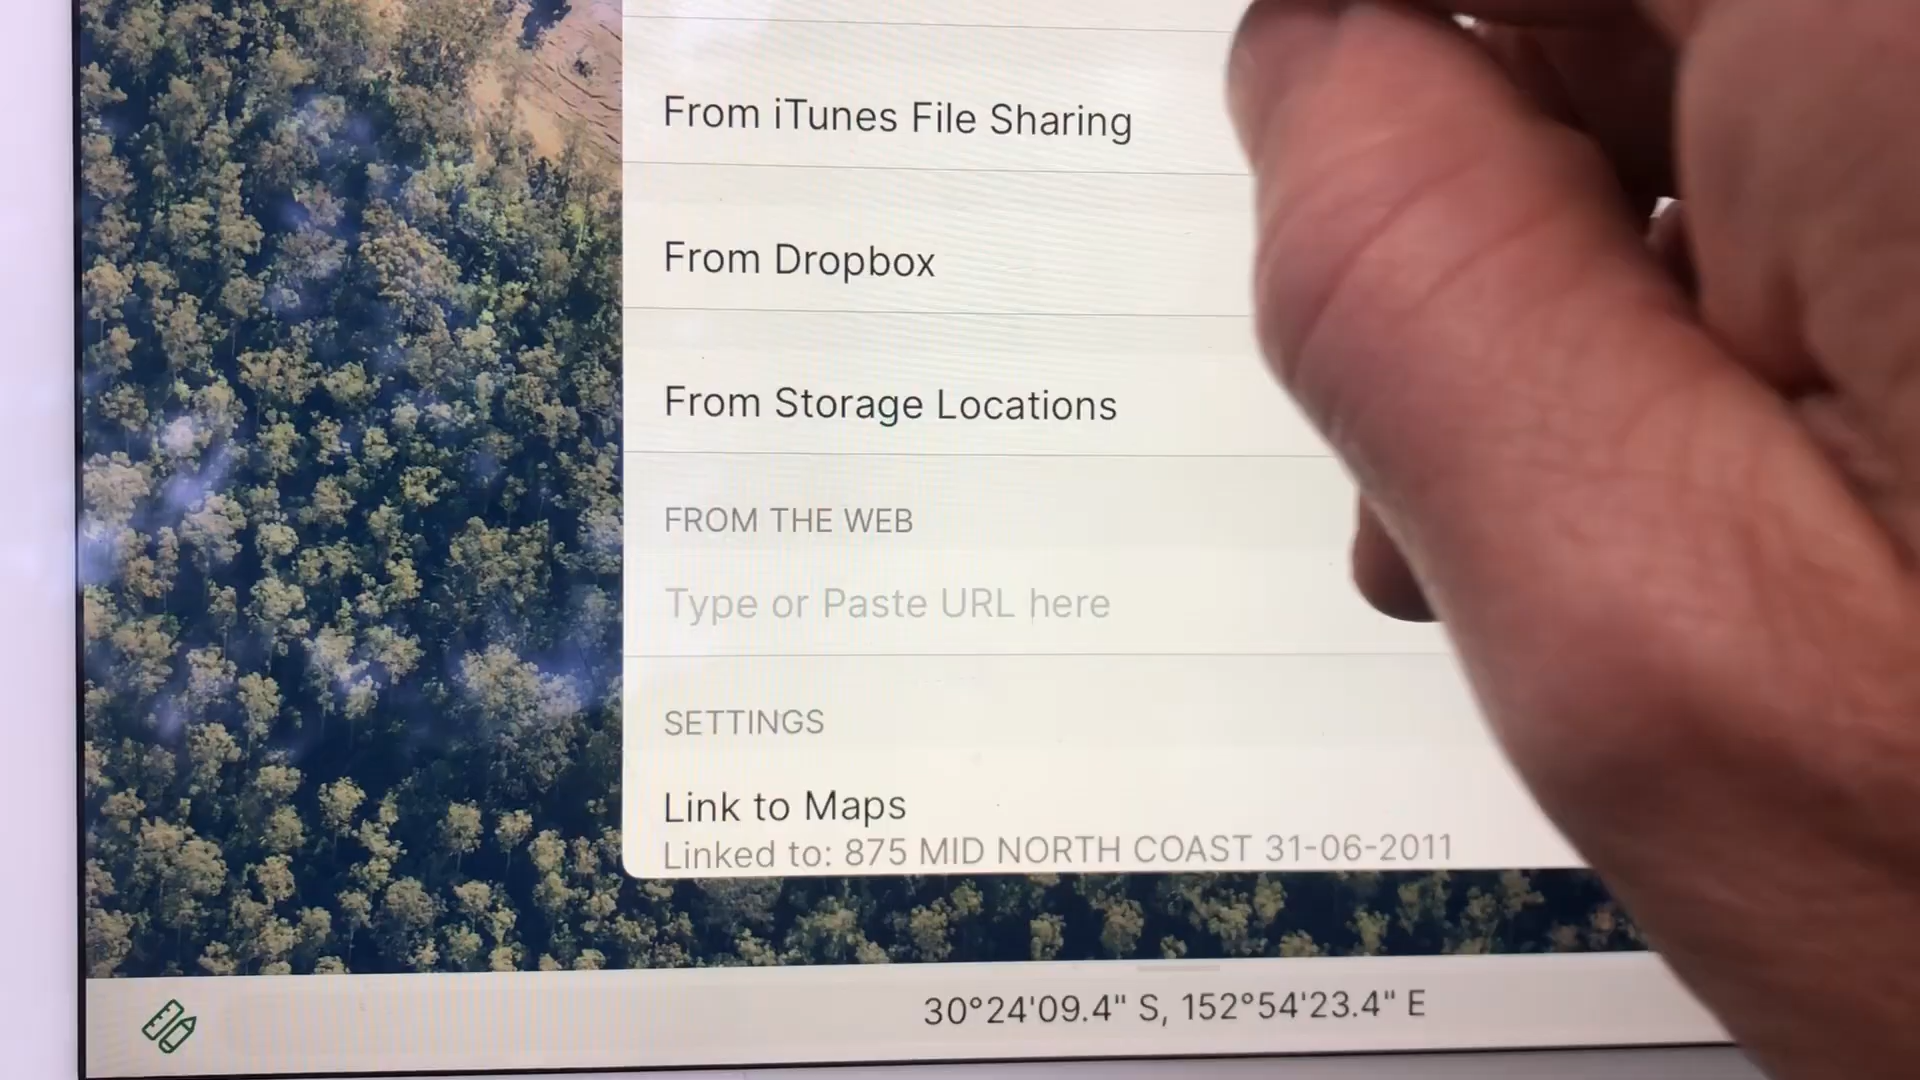 From iTunes File Sharing
From Dropbox
From Storage Locations
FROM THE WEB
Type or Paste URL here
SETTINGS
Link to Maps
Linked to: 875 MID NORTH COAST 31-06-2011
30°24'09.4" S, 152°54'23.4" E